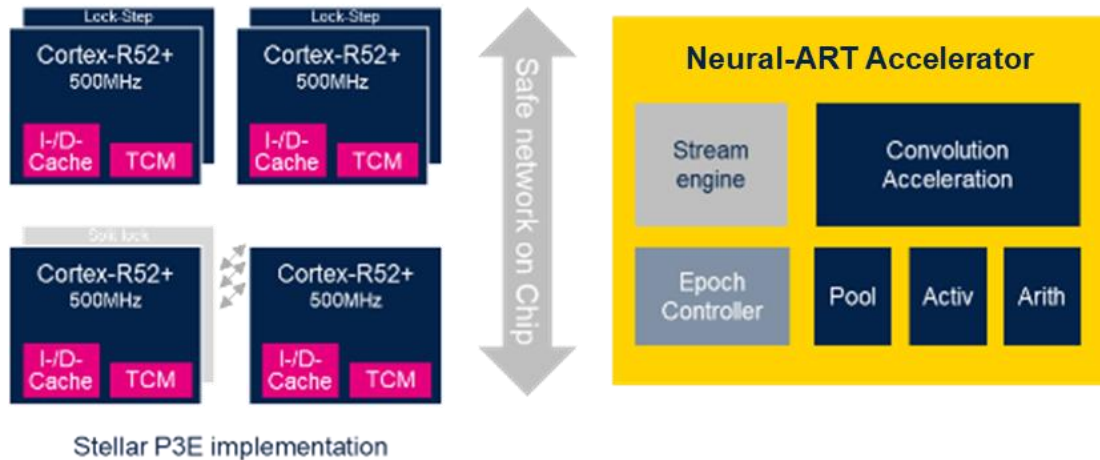 Lock-Step
Cortex-R52+
500MHz
I-/D-
Cache
TCM
Lock-Step
Cortex-R52+
500MHz
I-/D-
Cache
TCM
Split lock
Cortex-R52+
500MHz
I-/D-
Cache
TCM
Cortex-R52+
500MHz
I-/D-
Cache
TCM
Stellar P3E implementation
Safe network on Chip
Neural-ART Accelerator
Stream
engine
Convolution
Acceleration
Epoch
Controller
Pool
Activ
Arith